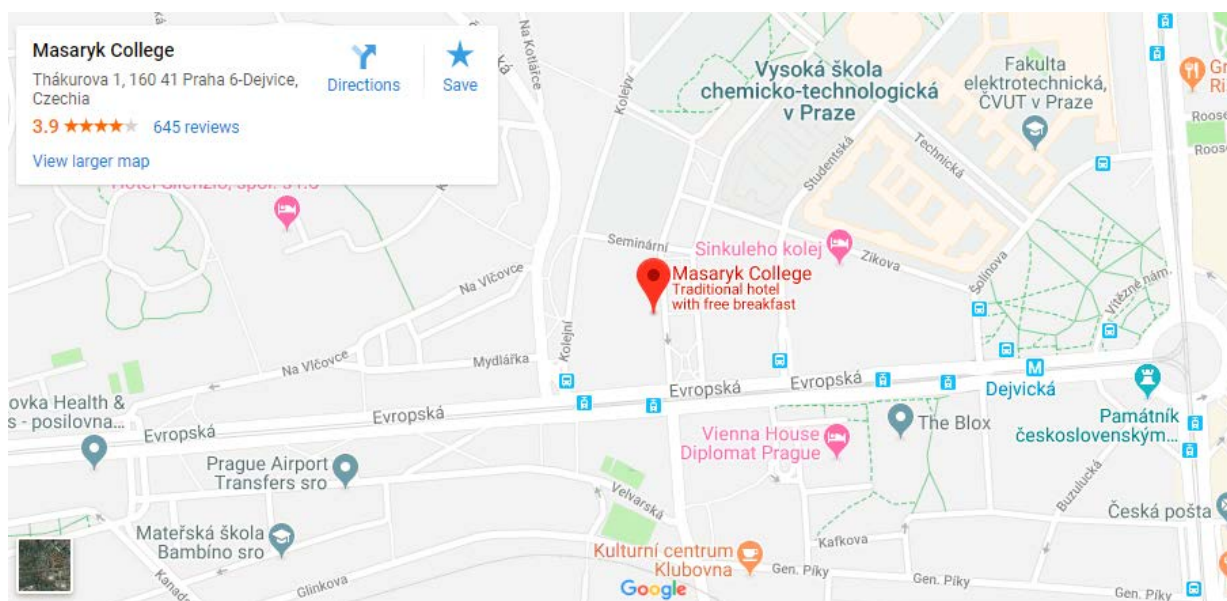 Masaryk College
Thákurova 1, 160 41 Praha 6-Dejvice,
Czechia
3.9
645 reviews
View larger map
Directions
Save
Na Kotlářce
Kolejní
Vysoká škola
chemicko-technologická
v Praze
Fakulta
elektrotechnická,
ČVUT v Praze
Studentská
Technická
Seminární
Sinkuleho kolej
Zikova
Šolínova
Vítězné nám.
Masaryk College
Traditional hotel
with free breakfast
Na Vlčovce
Na Vlčovce
Mydlářka
Kolejní
Evropská
Evropská
Evropská
Evropská
M
Dejvická
Památník
československým...
ovka Health &
s - posilovna...
Prague Airport
Transfers sro
Vienna House
Diplomat Prague
The Blox
Velvarská
Buzulucká
Česká pošta
Mateřská škola
Bambíno sro
Kulturní centrum
Klubovna
Kafkova
Gen. Píky
Gen. Píky
Glinkova
Google